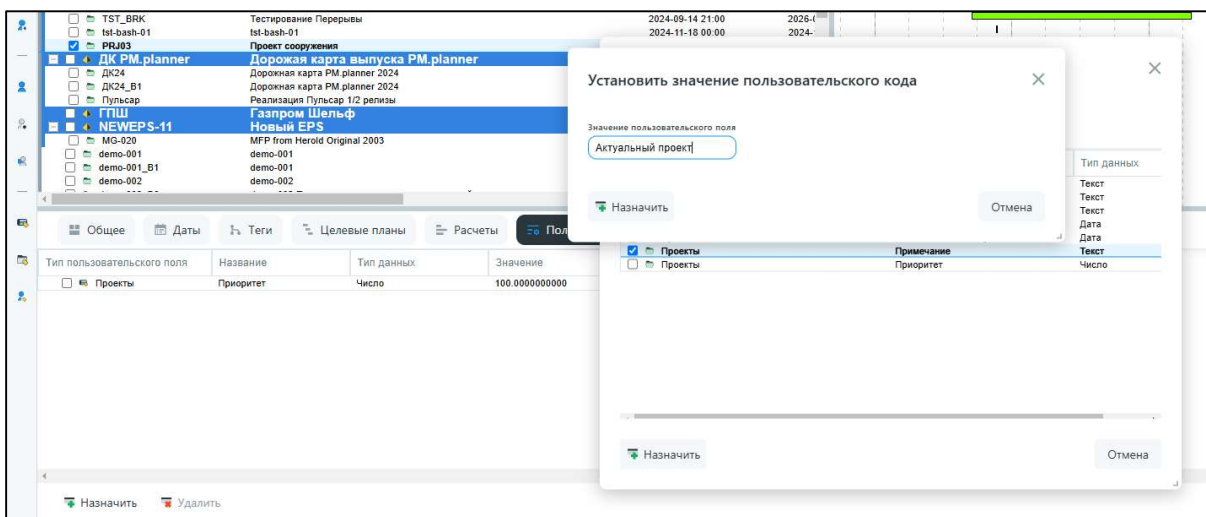 TST_BRK Тестирование Перерывы 2024-09-14 21:00 2026-0
tst-bash-01 tst-bash-01 2024-11-18 00:00 2024-
PRJ03 Проект сооружения
ДК PM.planner Дорожая карта выпуска PM.planner
ДК24 Дорожная карта PM.planner 2024
ДК24_B1 Дорожная карта PM.planner 2024
Пульсар Реализация Пульсар 1/2 релизы
ГПШ Газпром Шельф
NEWEPS-11 Новый EPS
MG-020 MFP from Herold Original 2003
demo-001 demo-001
demo-001_B1 demo-001
demo-002 demo-002
Установить значение пользовательского кода
Значение пользовательского поля
Актуальный проект
Назначить Отмена
Тип данных
Текст
Текст
Текст
Дата
Дата
Проекты Примечание Текст
Проекты Приоритет Число
Назначить Отмена
Общее Даты Теги Целевые планы Расчеты Пол
Тип пользовательского поля Название Тип данных Значение
Проекты Приоритет Число 100.0000000000
Назначить Удалить